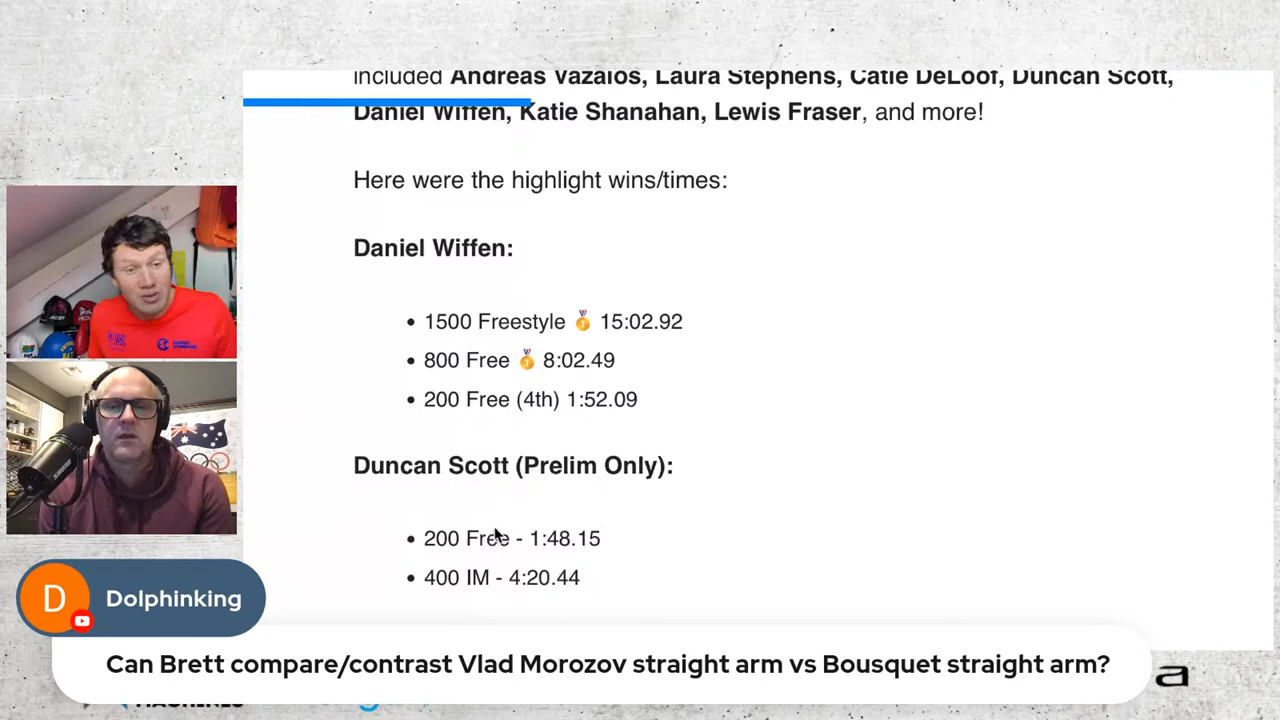 included Andreas Vazaios, Laura Stephens, Catie DeLoof, Duncan Scott,
Daniel Wiffen, Katie Shanahan, Lewis Fraser, and more!
Here were the highlight wins/times:
Daniel Wiffen:
• 1500 Freestyle 🏅 15:02.92
• 800 Free 🏅 8:02.49
• 200 Free (4th) 1:52.09
Duncan Scott (Prelim Only):
• 200 Free - 1:48.15
• 400 IM - 4:20.44
D Dolphinking
Can Brett compare/contrast Vlad Morozov straight arm vs Bousquet straight arm?